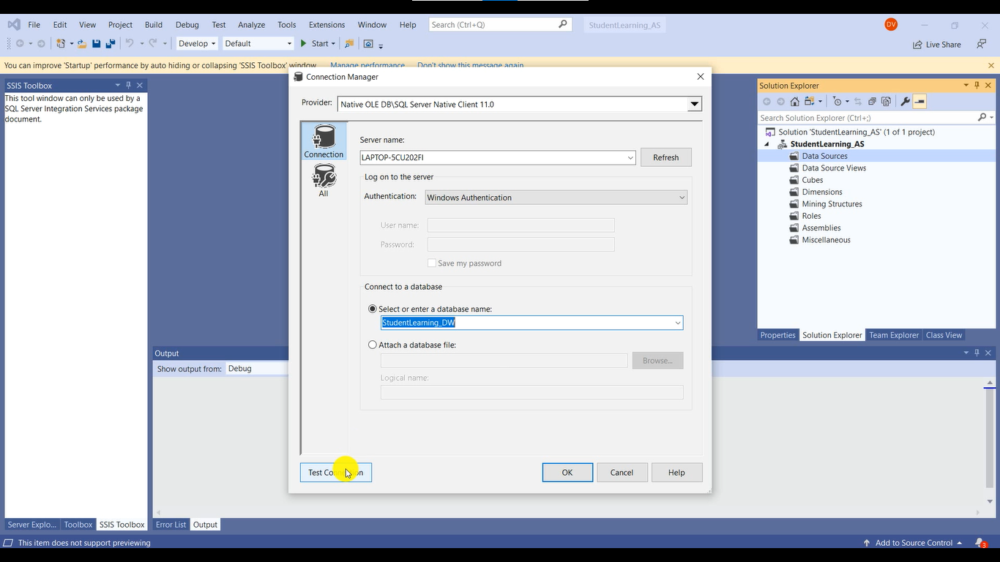 File Edit View Project Build Debug Test Analyze Tools Extensions Window Help Search (Ctrl+Q) StudentLearning_AS DV
Develop Default Start Live Share
You can improve 'Startup' performance by auto hiding or collapsing 'SSIS Toolbox' window Manage performance Don't show this message again
SSIS Toolbox
This tool window can only be used by a
SQL Server Integration Services package
document.
Connection Manager
Provider: Native OLE DB\SQL Server Native Client 11.0
Connection
All
Server name:
LAPTOP-5CU202FI Refresh
Log on to the server
Authentication: Windows Authentication
User name:
Password:
Save my password
Connect to a database
Select or enter a database name:
StudentLearning_DW
Attach a database file:
Browse...
Logical name:
Test Connection OK Cancel Help
Solution Explorer
Search Solution Explorer (Ctrl+;)
Solution 'StudentLearning_AS' (1 of 1 project)
StudentLearning_AS
Data Sources
Data Source Views
Cubes
Dimensions
Mining Structures
Roles
Assemblies
Miscellaneous
Properties Solution Explorer Team Explorer Class View
Output
Show output from: Debug
Server Explo... Toolbox SSIS Toolbox Error List Output
This item does not support previewing Add to Source Control 3